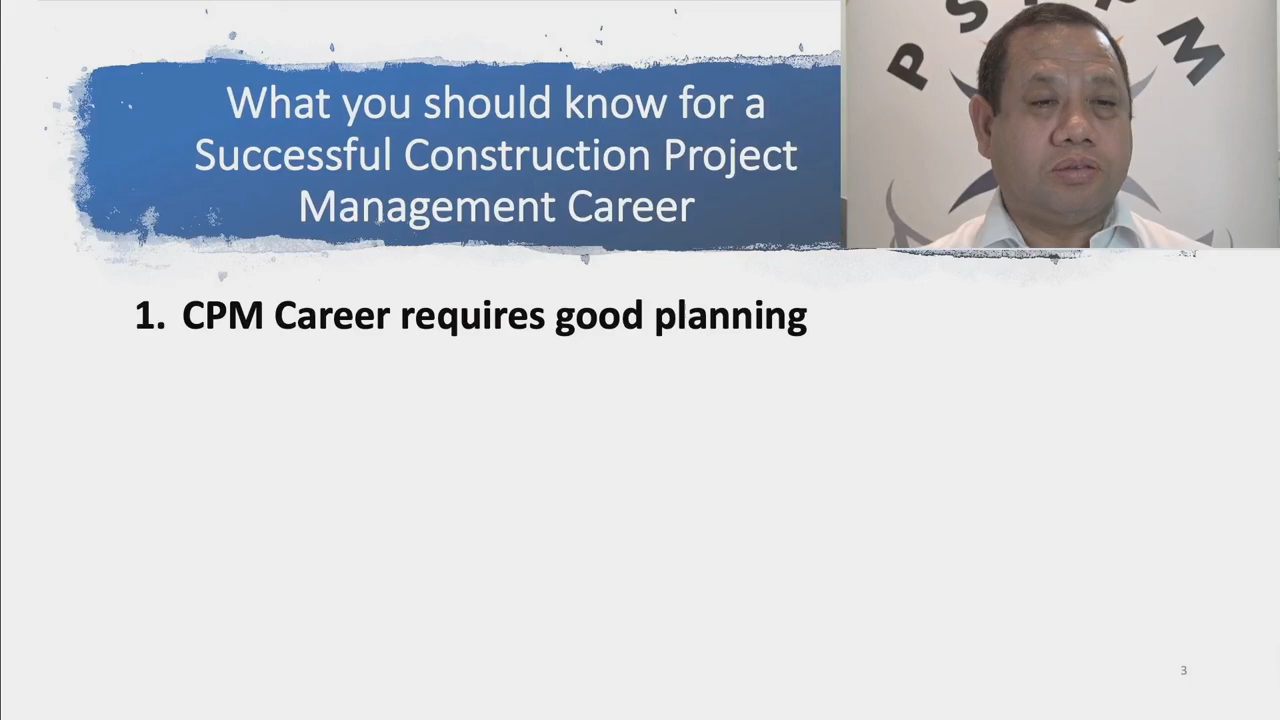 What you should know for a
Successful Construction Project
Management Career
1. CPM Career requires good planning
3